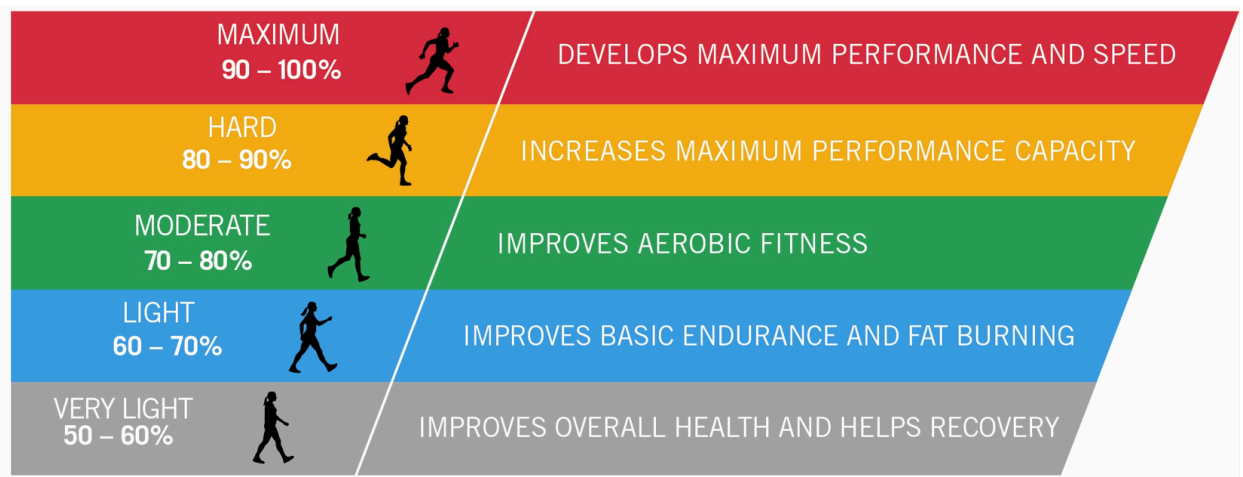 MAXIMUM
90 – 100%
DEVELOPS MAXIMUM PERFORMANCE AND SPEED
HARD
80 – 90%
INCREASES MAXIMUM PERFORMANCE CAPACITY
MODERATE
70 – 80%
IMPROVES AEROBIC FITNESS
LIGHT
60 – 70%
IMPROVES BASIC ENDURANCE AND FAT BURNING
VERY LIGHT
50 – 60%
IMPROVES OVERALL HEALTH AND HELPS RECOVERY